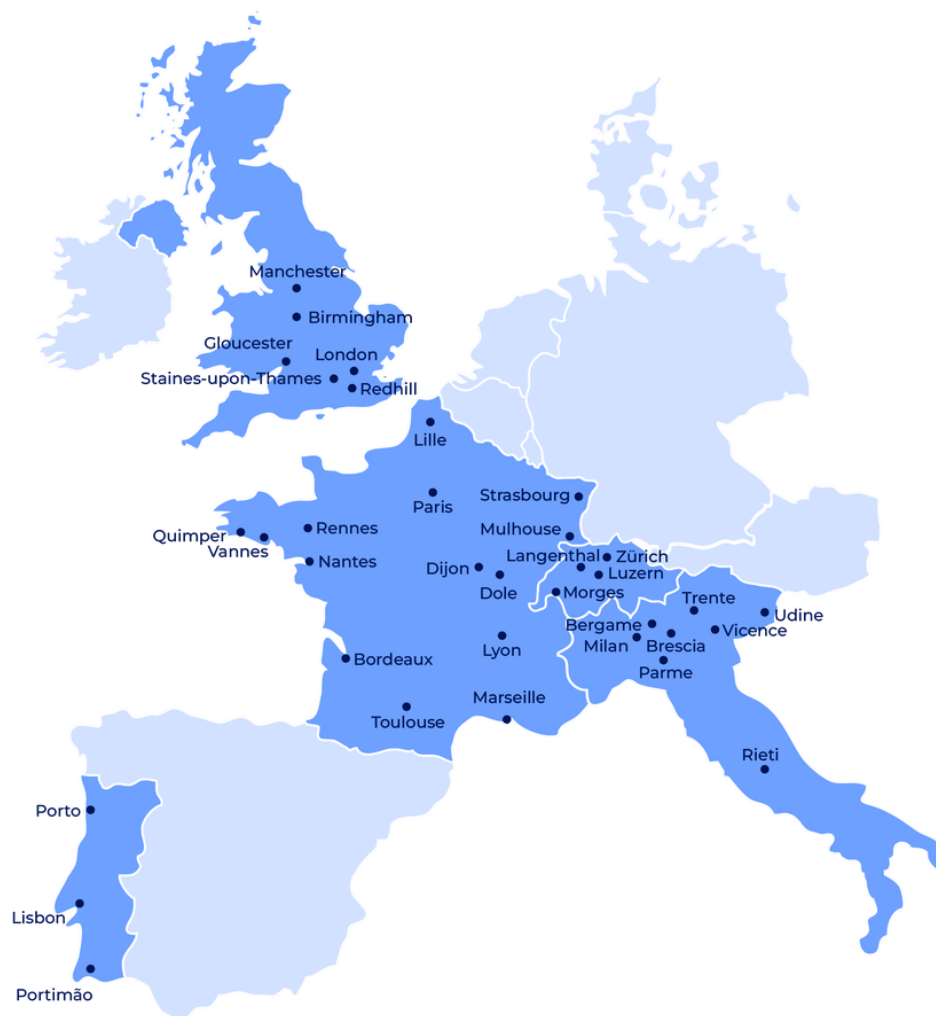 Manchester
Birmingham
Gloucester
London
Staines-upon-Thames
Redhill
Lille
Paris
Strasbourg
Quimper
Vannes
Rennes
Mulhouse
Nantes
Dijon
Dole
Langenthal
Zürich
Luzern
Morges
Trente
Udine
Bergame
Vicence
Milan
Brescia
Parme
Lyon
Bordeaux
Marseille
Toulouse
Rieti
Porto
Lisbon
Portimão